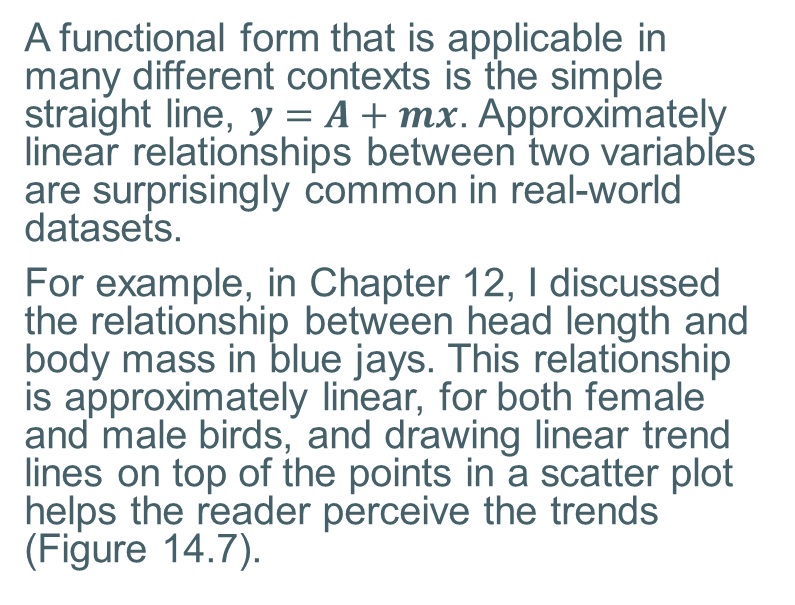 A functional form that is applicable in
many different contexts is the simple
straight line, y = A + mx. Approximately
linear relationships between two variables
are surprisingly common in real-world
datasets.
For example, in Chapter 12, I discussed
the relationship between head length and
body mass in blue jays. This relationship
is approximately linear, for both female
and male birds, and drawing linear trend
lines on top of the points in a scatter plot
helps the reader perceive the trends
(Figure 14.7).